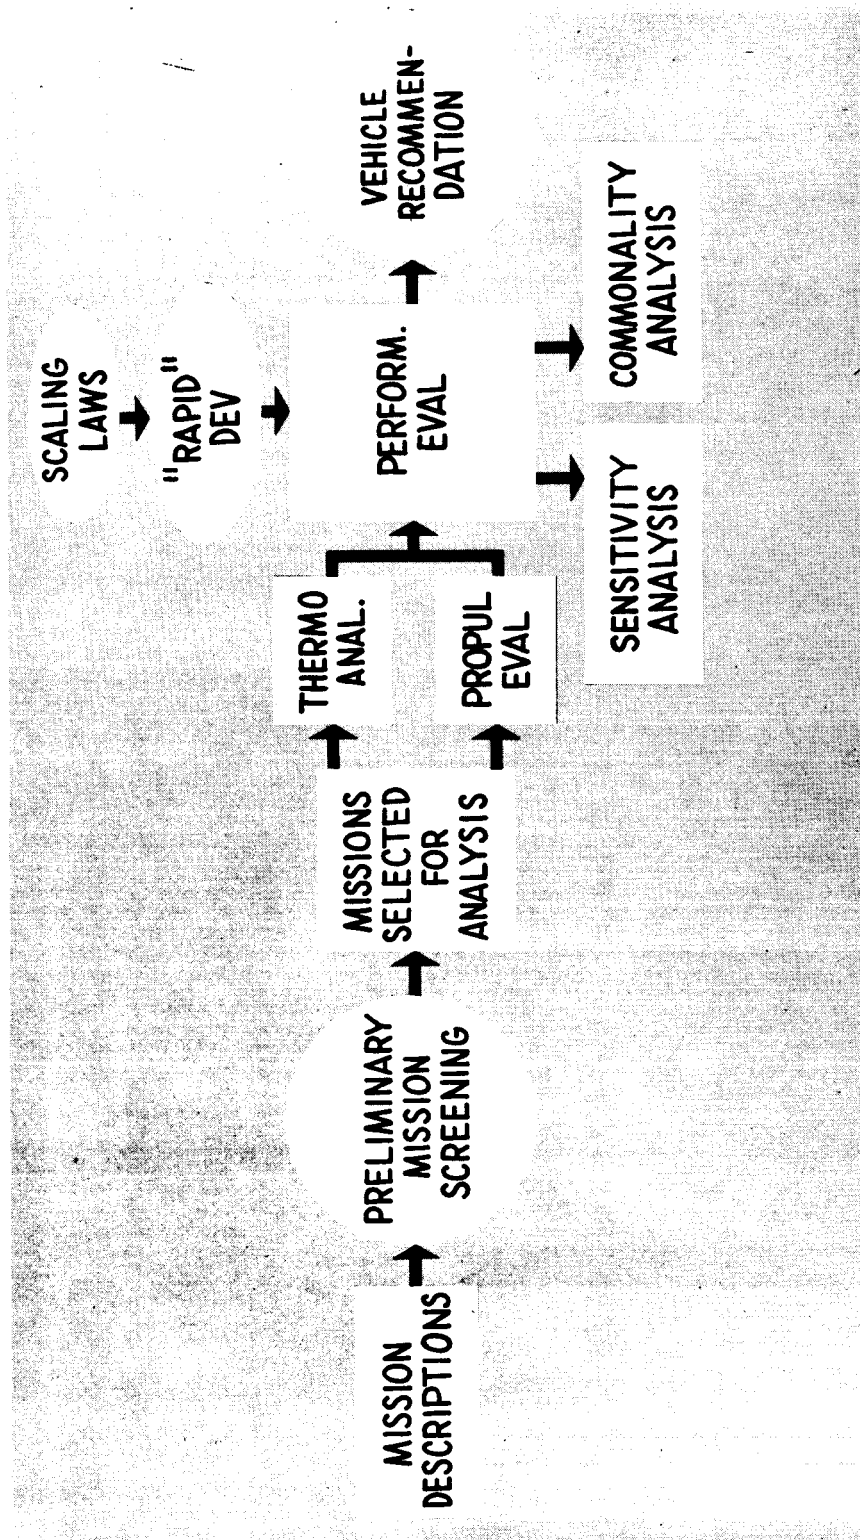 MISSION
DESCRIPTIONS
PRELIMINARY
MISSION
SCREENING
MISSIONS
SELECTED
FOR
ANALYSIS
THERMO
ANAL.
PROPUL
EVAL
SCALING
LAWS
"RAPID"
DEV
PERFORM.
EVAL
VEHICLE
RECOMMEN-
DATION
SENSITIVITY
ANALYSIS
COMMONALITY
ANALYSIS